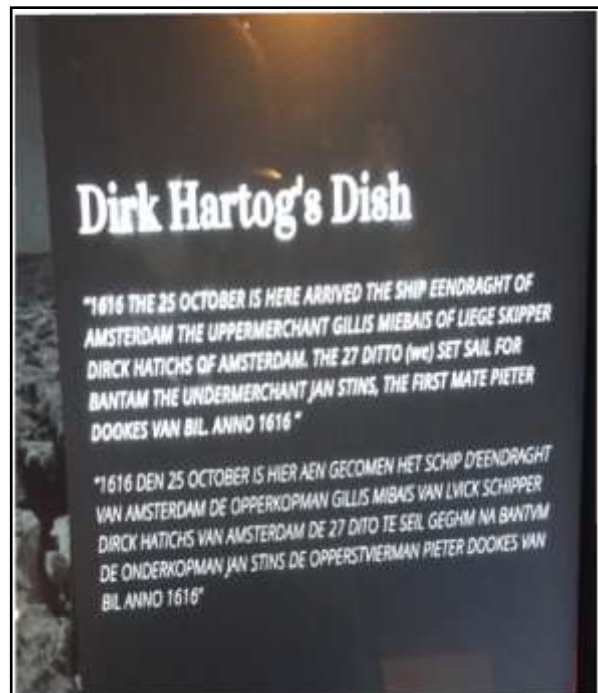 Dirk Hartog's Dish
"1616 THE 25 OCTOBER IS HERE ARRIVED THE SHIP EENDRAGHT OF
AMSTERDAM THE UPPERMERCHANT GILLIS MIEBAIS OF LIEGE SKIPPER
DIRCK HATICHS OF AMSTERDAM. THE 27 DITTO (we) SET SAIL FOR
BANTAM THE UNDERMERCHANT JAN STINS, THE FIRST MATE PIETER
DOOKES VAN BIL. ANNO 1616 "
"1616 DEN 25 OCTOBER IS HIER AEN GECOMEN HET SCHIP D'EENDRAGHT
VAN AMSTERDAM DE OPPERKOPMAN GILLIS MIBAIS VAN LVICK SCHIPPER
DIRCK HATICHS VAN AMSTERDAM DE 27 DITO TE SEIL GEGHM NA BANTVM
DE ONDERKOPMAN JAN STINS DE OPPERSTVIERMAN PIETER DOOKES VAN
BIL ANNO 1616"